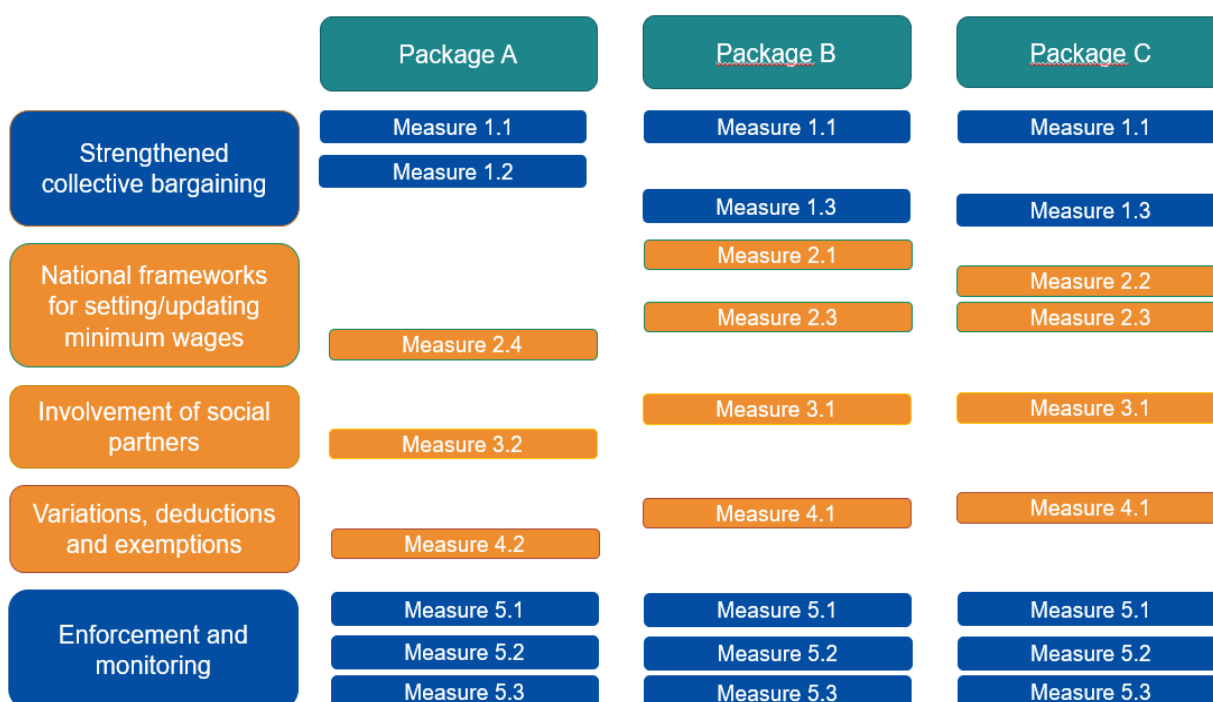 Package A
Package B
Package C
Strengthened
collective bargaining
Measure 1.1
Measure 1.1
Measure 1.1
Measure 1.2
Measure 1.3
Measure 1.3
National frameworks
for setting/updating
minimum wages
Measure 2.1
Measure 2.2
Measure 2.3
Measure 2.3
Measure 2.4
Involvement of social
partners
Measure 3.1
Measure 3.1
Measure 3.2
Variations, deductions
and exemptions
Measure 4.1
Measure 4.1
Measure 4.2
Enforcement and
monitoring
Measure 5.1
Measure 5.1
Measure 5.1
Measure 5.2
Measure 5.2
Measure 5.2
Measure 5.3
Measure 5.3
Measure 5.3